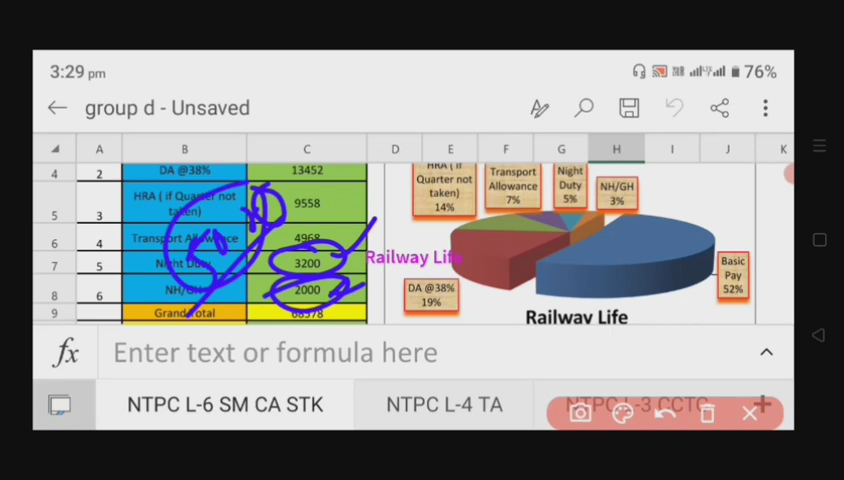 3:29 pm
76%
group d - Unsaved
A B C D E F G H I J K
4 2 DA @38% 13452
5 3 HRA ( if Quarter not taken) 9558
6 4 Transport Allowance 4968
7 5 Night Duty 3200
8 6 NH/GH 2000
9 Grand Total 68578
Railway Life
HRA ( if
Quarter not
taken)
14%
Transport
Allowance
7%
Night
Duty
5%
NH/GH
3%
Basic
Pay
52%
DA @38%
19%
Railway Life
fx Enter text or formula here
NTPC L-6 SM CA STK NTPC L-4 TA NTPC L-3 CCTC